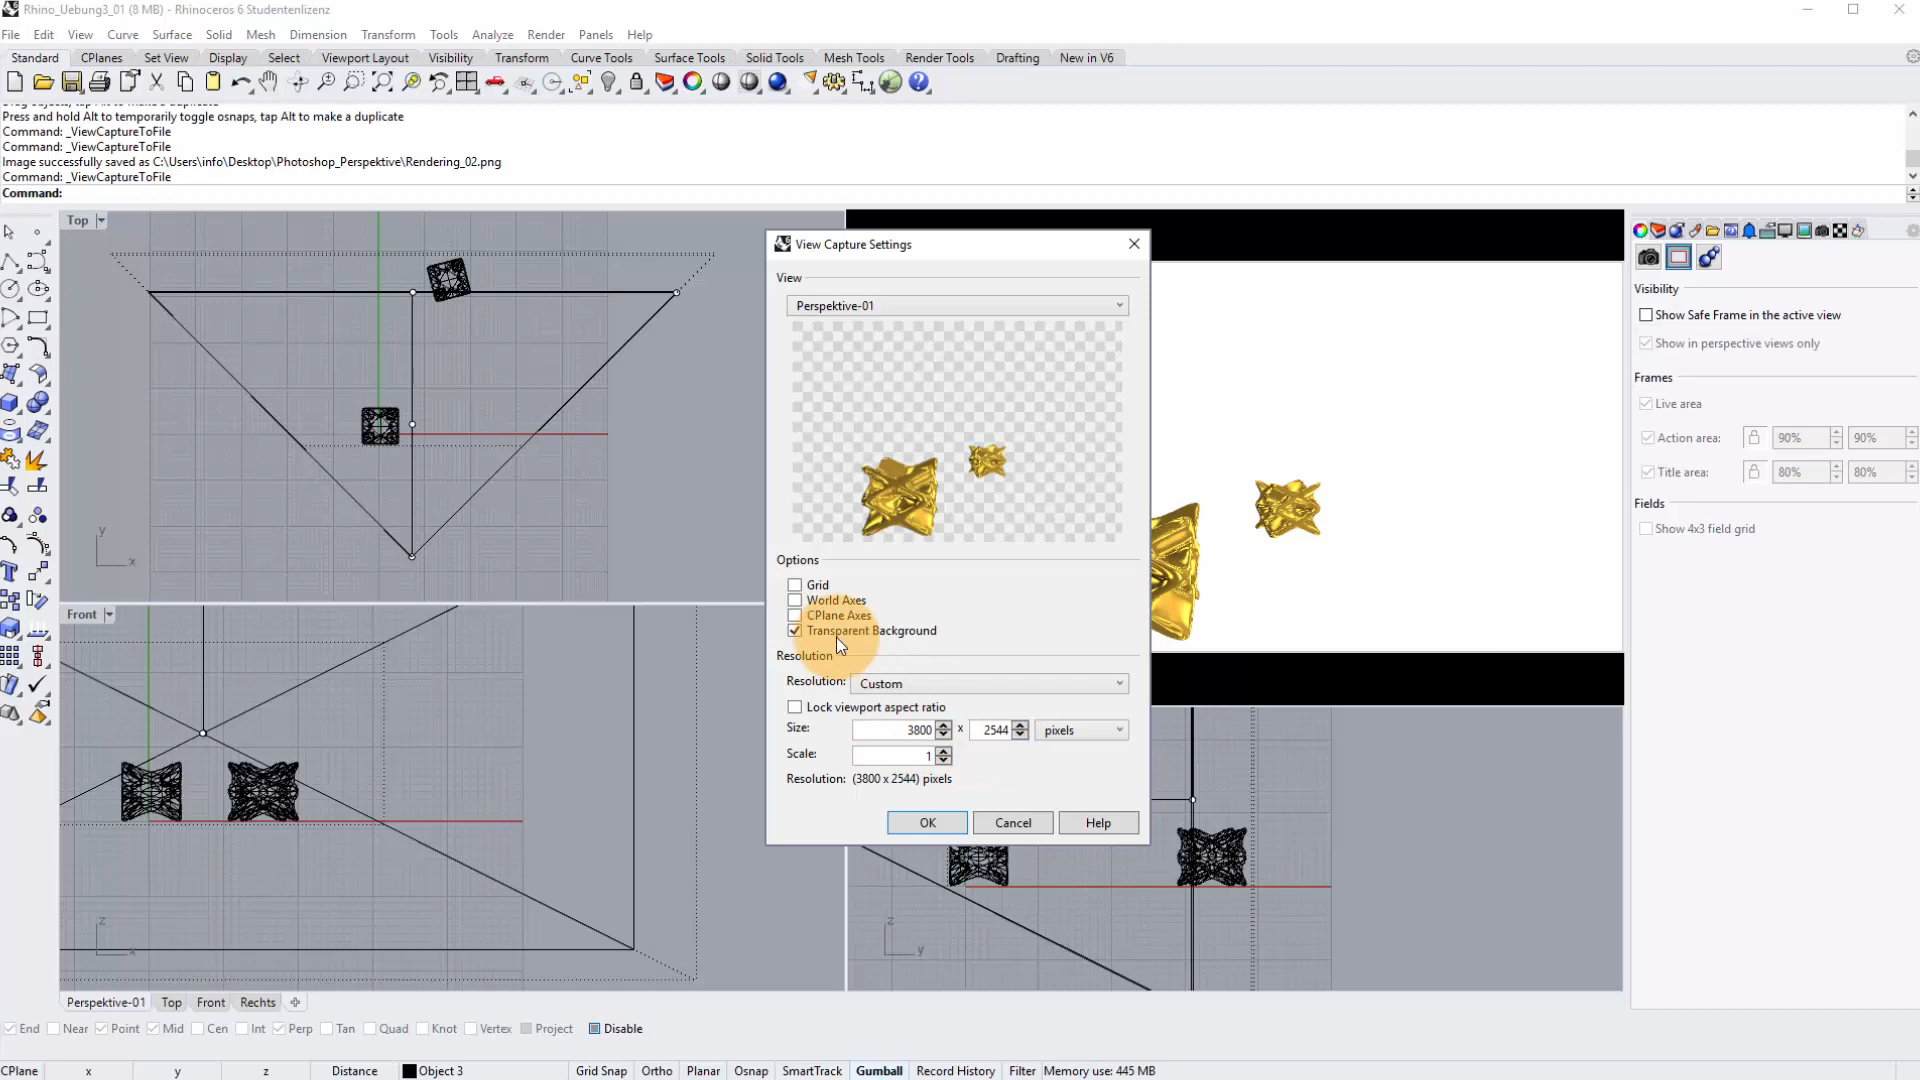 Rhino_Uebung3_01 (8 MB) - Rhinoceros 6 Studentenlizenz
File Edit View Curve Surface Solid Mesh Dimension Transform Tools Analyze Render Panels Help
Standard CPlanes Set View Display Select Viewport Layout Visibility Transform Curve Tools Surface Tools Solid Tools Mesh Tools Render Tools Drafting New in V6
Press and hold Alt to temporarily toggle osnaps, tap Alt to make a duplicate
Command: _ViewCaptureToFile
Command: _ViewCaptureToFile
Image successfully saved as C:\Users\info\Desktop\Photoshop_Perspektive\Rendering_02.png
Command: _ViewCaptureToFile
Command:
Top
y
x
Front
z
x
z
y
View Capture Settings
View
Perspektive-01
Options
Grid
World Axes
CPlane Axes
Transparent Background
Resolution
Resolution: Custom
Lock viewport aspect ratio
Size: 3800 x 2544 pixels
Scale: 1
Resolution: (3800 x 2544) pixels
OK Cancel Help
Visibility
Show Safe Frame in the active view
Show in perspective views only
Frames
Live area
Action area: 90% 90%
Title area: 80% 80%
Fields
Show 4x3 field grid
Perspektive-01 Top Front Rechts
End Near Point Mid Cen Int Perp Tan Quad Knot Vertex Project Disable
CPlane x y z Distance Object 3 Grid Snap Ortho Planar Osnap SmartTrack Gumball Record History Filter Memory use: 445 MB